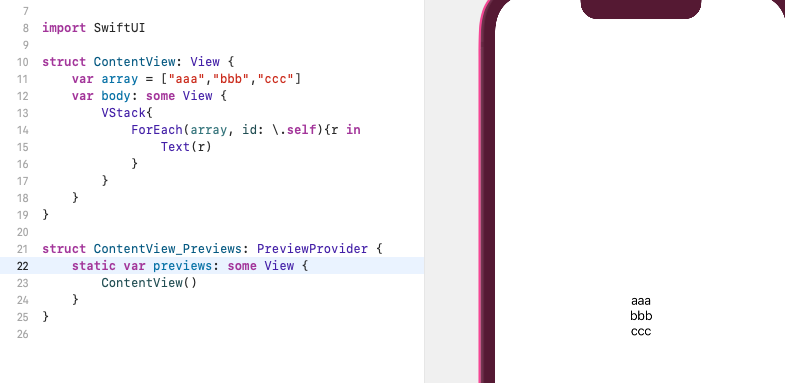 7
8 import SwiftUI
9
10 struct ContentView: View {
11 var array = ["aaa","bbb","ccc"]
12 var body: some View {
13 VStack{
14 ForEach(array, id: \.self){r in
15 Text(r)
16 }
17 }
18 }
19 }
20
21 struct ContentView_Previews: PreviewProvider {
22 static var previews: some View {
23 ContentView()
24 }
25 }
26
aaa
bbb
ccc